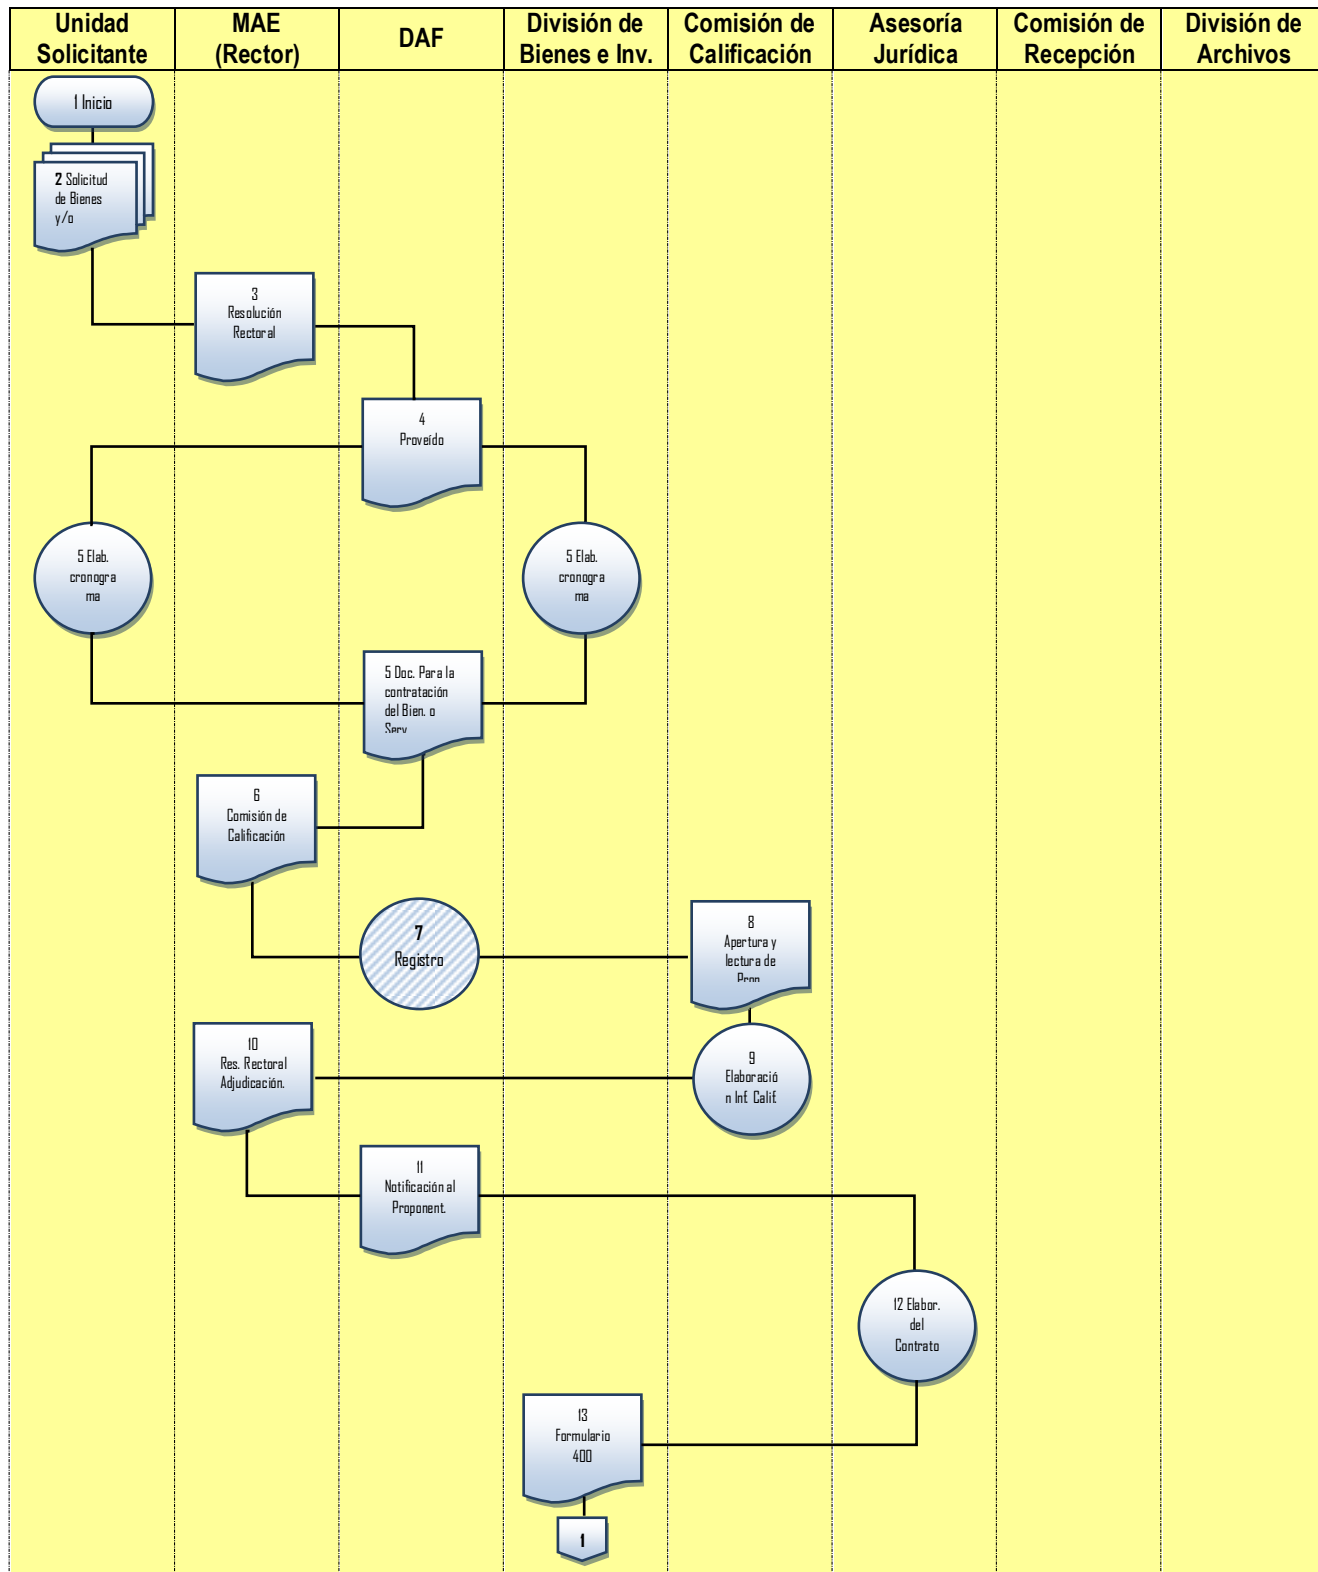 Unidad
Solicitante
MAE
(Rector)
DAF
División de
Bienes e Inv.
Comisión de
Calificación
Asesoría
Jurídica
Comisión de
Recepción
División de
Archivos
1 Inicio
2 Solicitud
de Bienes
y/o
3
Resolución
Rectoral
4
Proveído
5 Elab.
cronogra
ma
5 Elab.
cronogra
ma
5 Doc. Para la
contratación
del Bien. o
Serv
6
Comisión de
Calificación
7
Registro
8
Apertura y
lectura de
Prop
9
Elaboració
n Inf. Calif.
10
Res. Rectoral
Adjudicación.
11
Notificación al
Proponent.
12 Elabor.
del
Contrato
13
Formulario
400
1